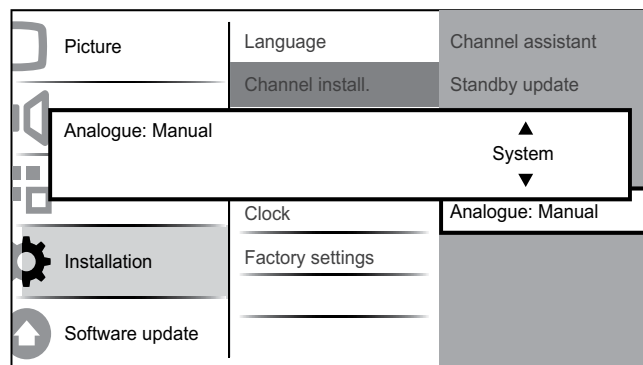 Picture
Language
Channel assistant
Channel install.
Standby update
Analogue: Manual
System
Clock
Analogue: Manual
Installation
Factory settings
Software update